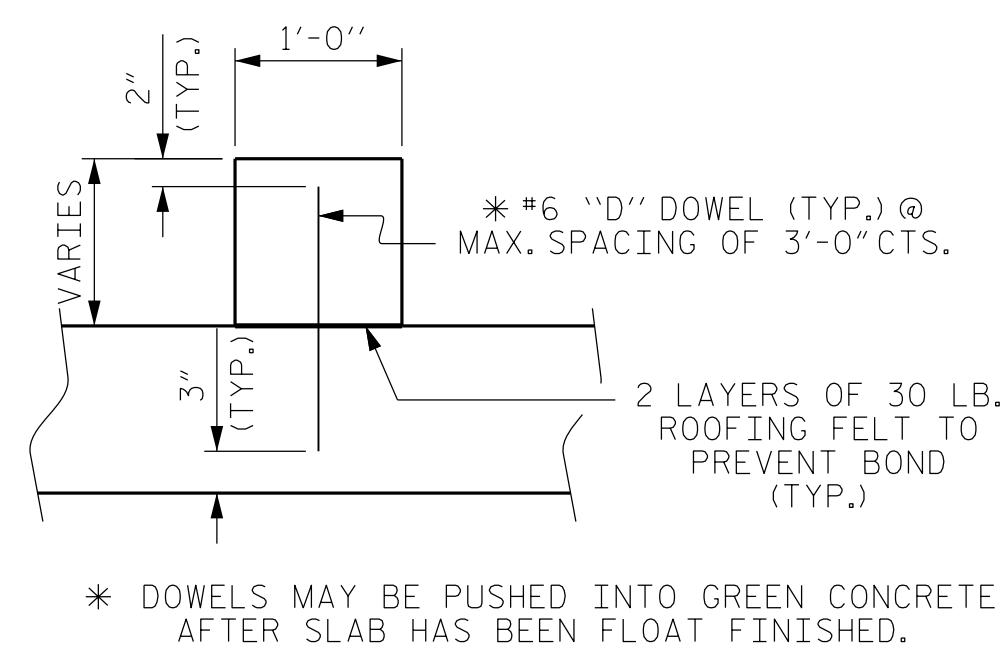 1'-0"
2"
(TYP.)
VARIES
✳ #6 "D" DOWEL (TYP.) @
MAX. SPACING OF 3'-0" CTS.
3"
(TYP.)
2 LAYERS OF 30 LB.
ROOFING FELT TO
PREVENT BOND
(TYP.)
✳ DOWELS MAY BE PUSHED INTO GREEN CONCRETE
AFTER SLAB HAS BEEN FLOAT FINISHED.